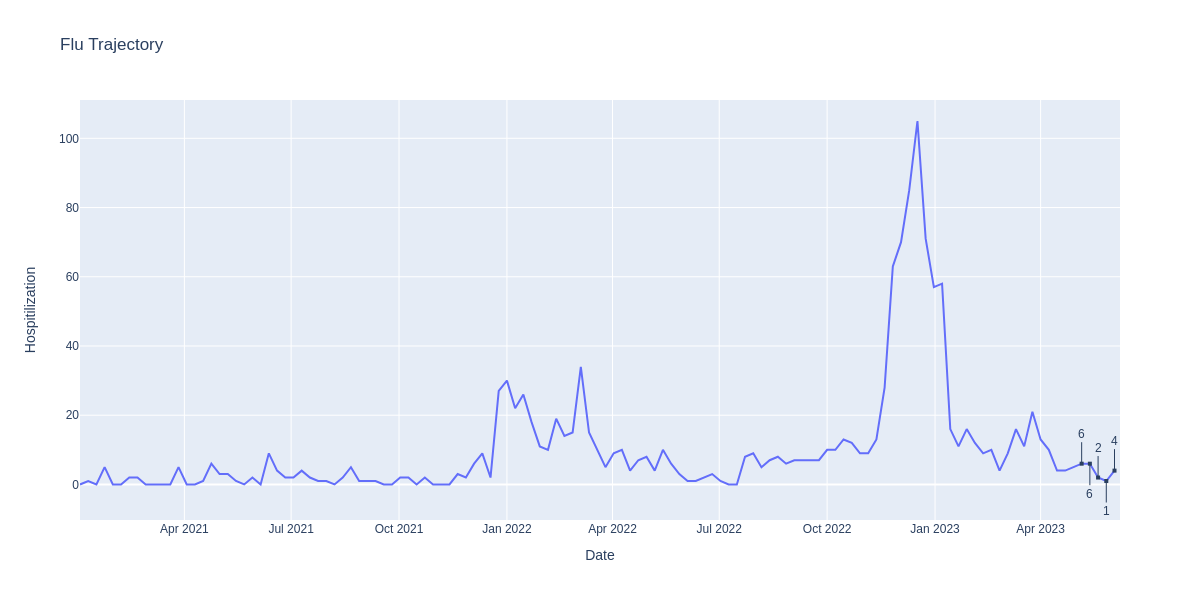 Flu Trajectory
Hospitilization
100
80
60
40
20
0
6
6
2
1
4
Apr 2021
Jul 2021
Oct 2021
Jan 2022
Apr 2022
Jul 2022
Oct 2022
Jan 2023
Apr 2023
Date